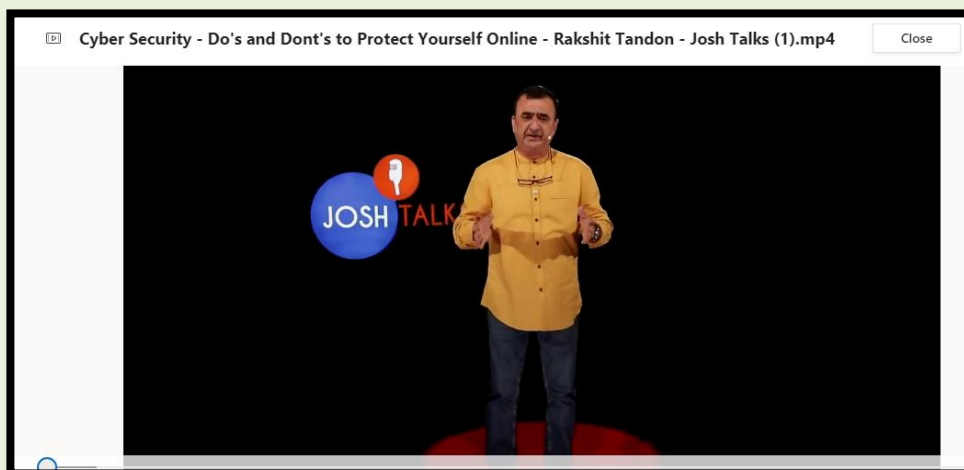 Cyber Security - Do's and Dont's to Protect Yourself Online - Rakshit Tandon - Josh Talks (1).mp4
Close
JOSH TALK